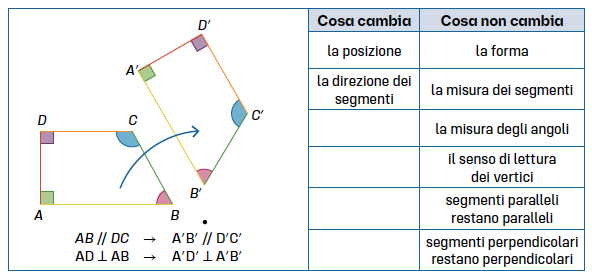 D'
A'
C'
D
C
B'
A
B
AB // DC → A'B' // D'C'
AD ⊥ AB → A'D' ⊥ A'B'
Cosa cambia
Cosa non cambia
la posizione
la forma
la direzione dei
segmenti
la misura dei segmenti
la misura degli angoli
il senso di lettura
dei vertici
segmenti paralleli
restano paralleli
segmenti perpendicolari
restano perpendicolari